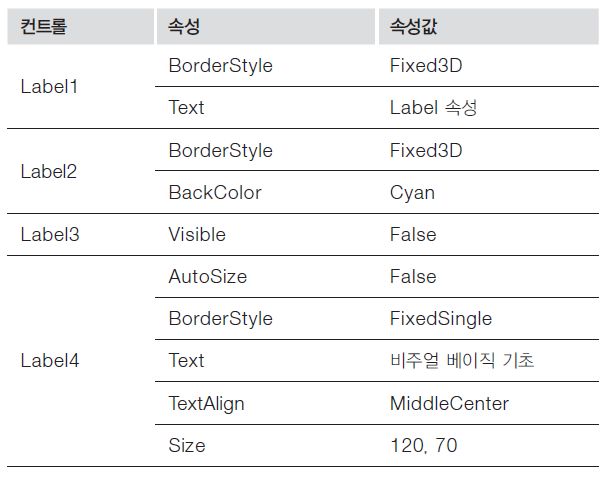 컨트롤 속성 속성값
Label1 BorderStyle Fixed3D
Text Label 속성
Label2 BorderStyle Fixed3D
BackColor Cyan
Label3 Visible False
Label4 AutoSize False
BorderStyle FixedSingle
Text 비주얼 베이직 기초
TextAlign MiddleCenter
Size 120, 70